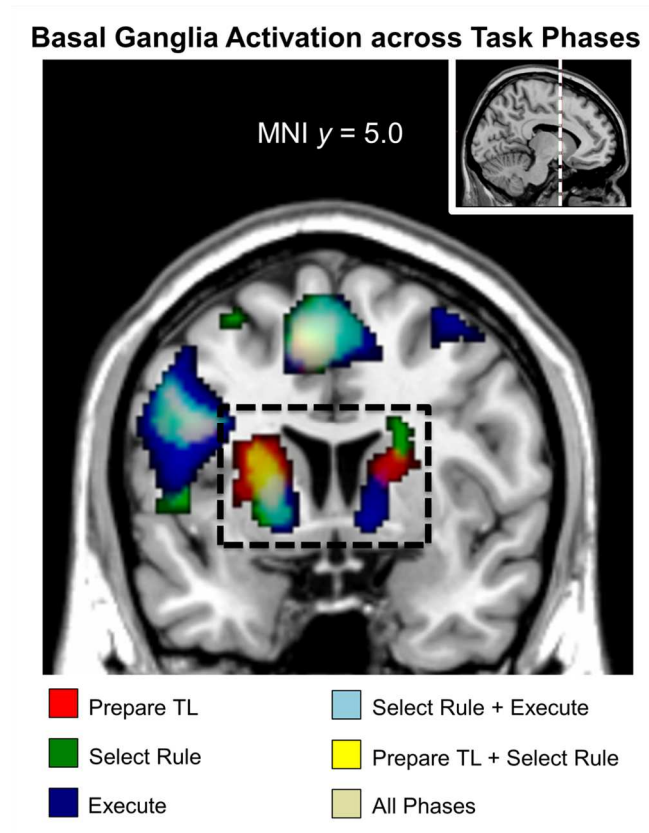 Basal Ganglia Activation across Task Phases
MNI y = 5.0
Prepare TL
Select Rule
Execute
Select Rule + Execute
Prepare TL + Select Rule
All Phases